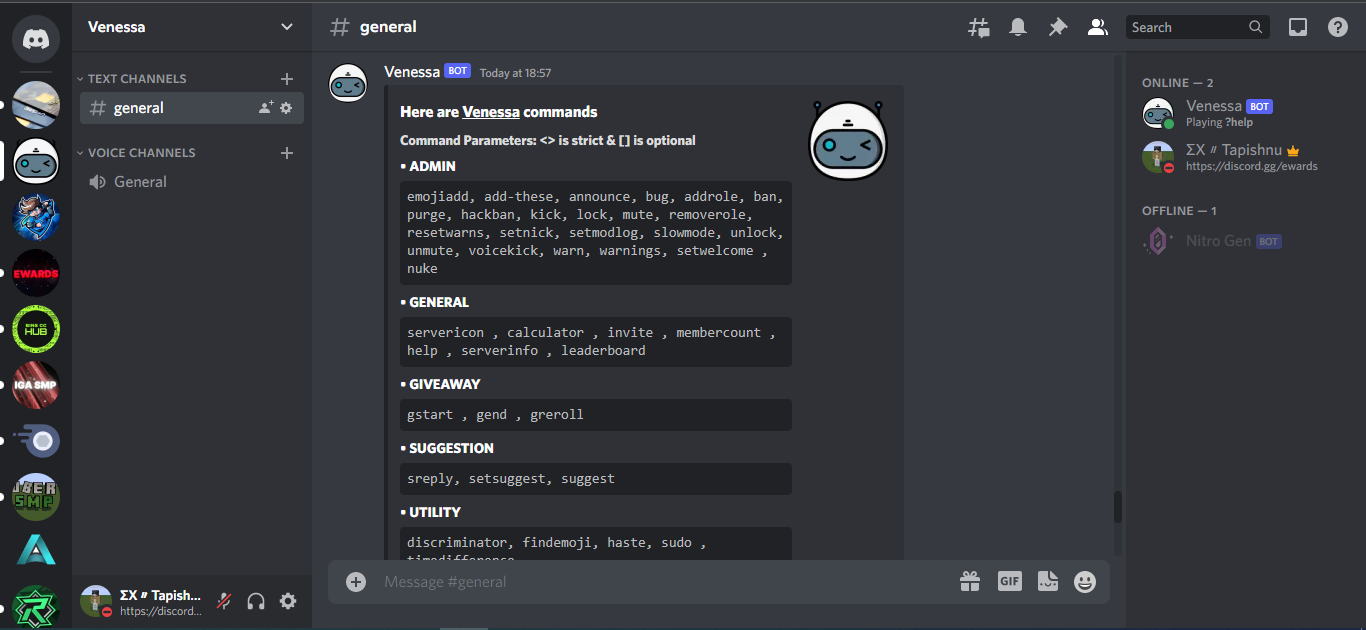 Venessa
TEXT CHANNELS
general
VOICE CHANNELS
General
EWARDS
HUB
IGA SMP
UBER
SMP
ΣX〃Tapish...
https://discord...
general
Search
Venessa BOT Today at 18:57
Here are Venessa commands
Command Parameters: <> is strict & [] is optional
▪ ADMIN
emojiadd, add-these, announce, bug, addrole, ban,
purge, hackban, kick, lock, mute, removerole,
resetwarns, setnick, setmodlog, slowmode, unlock,
unmute, voicekick, warn, warnings, setwelcome ,
nuke
▪ GENERAL
servericon , calculator , invite , membercount ,
help , serverinfo , leaderboard
▪ GIVEAWAY
gstart , gend , greroll
▪ SUGGESTION
sreply, setsuggest, suggest
▪ UTILITY
discriminator, findemoji, haste, sudo ,
timedifference
Message #general
GIF
ONLINE — 2
Venessa BOT
Playing ?help
ΣX〃Tapishnu
https://discord.gg/ewards
OFFLINE — 1
Nitro Gen BOT